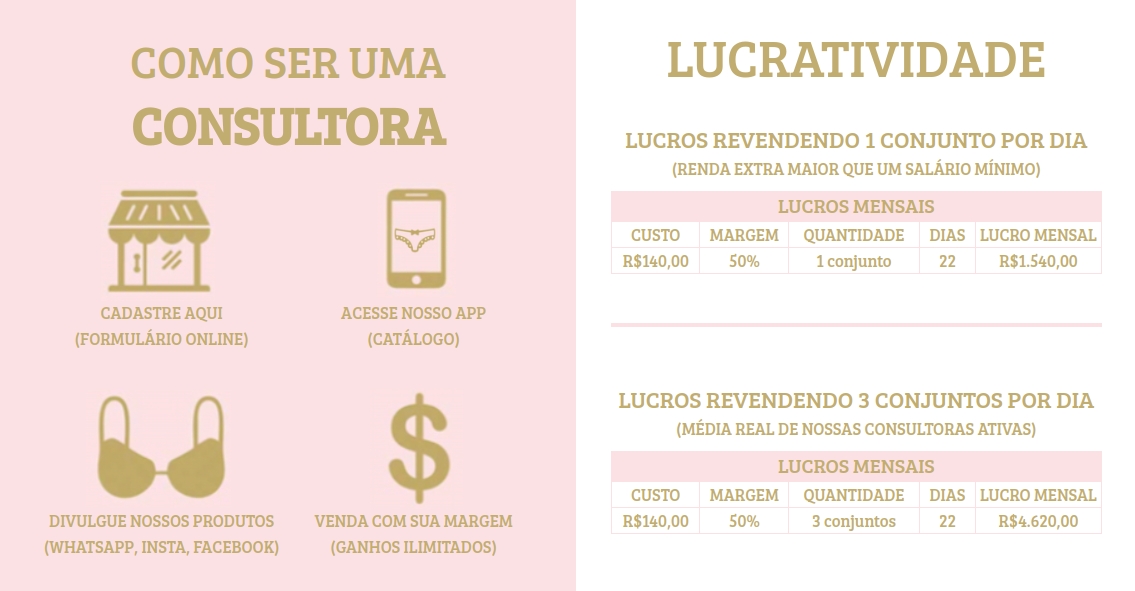 COMO SER UMA
CONSULTORA
CADASTRE AQUI
(FORMULÁRIO ONLINE)
ACESSE NOSSO APP
(CATÁLOGO)
DIVULGUE NOSSOS PRODUTOS
(WHATSAPP, INSTA, FACEBOOK)
VENDA COM SUA MARGEM
(GANHOS ILIMITADOS)
LUCRATIVIDADE
LUCROS REVENDENDO 1 CONJUNTO POR DIA
(RENDA EXTRA MAIOR QUE UM SALÁRIO MÍNIMO)
LUCROS MENSAIS
CUSTO MARGEM QUANTIDADE DIAS LUCRO MENSAL
R$140,00 50% 1 conjunto 22 R$1.540,00
LUCROS REVENDENDO 3 CONJUNTOS POR DIA
(MÉDIA REAL DE NOSSAS CONSULTORAS ATIVAS)
LUCROS MENSAIS
CUSTO MARGEM QUANTIDADE DIAS LUCRO MENSAL
R$140,00 50% 3 conjuntos 22 R$4.620,00